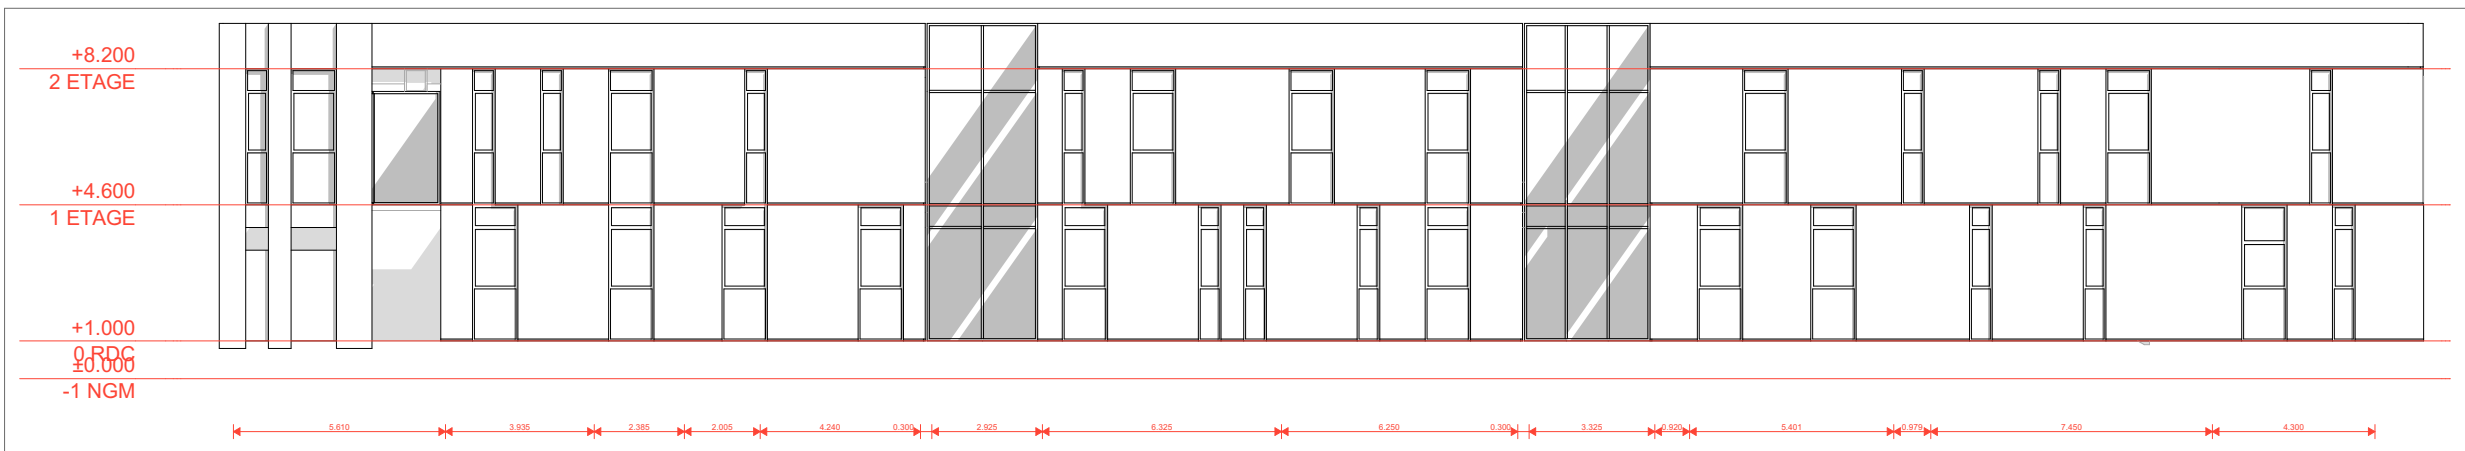 +8.200
2 ETAGE
+4.600
1 ETAGE
+1.000
0 RDC
±0.000
-1 NGM
5.610 3.935 2.385 2.005 4.240 0.300 2.925 6.325 6.250 0.300 3.325 0.920 5.401 0.979 7.450 4.300